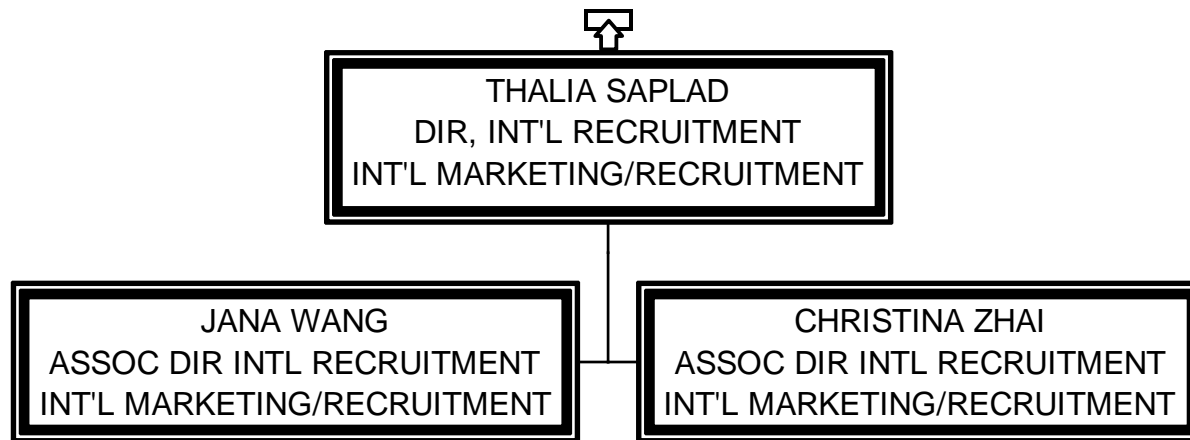 THALIA SAPLAD
DIR, INT'L RECRUITMENT
INT'L MARKETING/RECRUITMENT
JANA WANG
ASSOC DIR INTL RECRUITMENT
INT'L MARKETING/RECRUITMENT
CHRISTINA ZHAI
ASSOC DIR INTL RECRUITMENT
INT'L MARKETING/RECRUITMENT